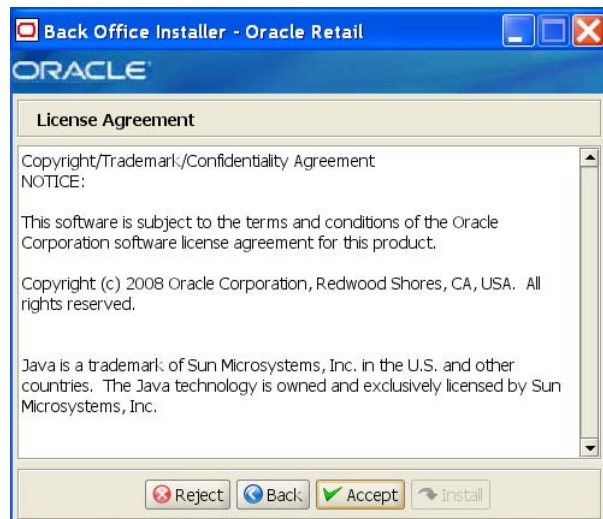 Back Office Installer - Oracle Retail
ORACLE
License Agreement
Copyright/Trademark/Confidentiality Agreement
NOTICE:
This software is subject to the terms and conditions of the Oracle
Corporation software license agreement for this product.
Copyright (c) 2008 Oracle Corporation, Redwood Shores, CA, USA.  All
rights reserved.
Java is a trademark of Sun Microsystems, Inc. in the U.S. and other
countries.  The Java technology is owned and exclusively licensed by Sun
Microsystems, Inc.
Reject Back Accept Install